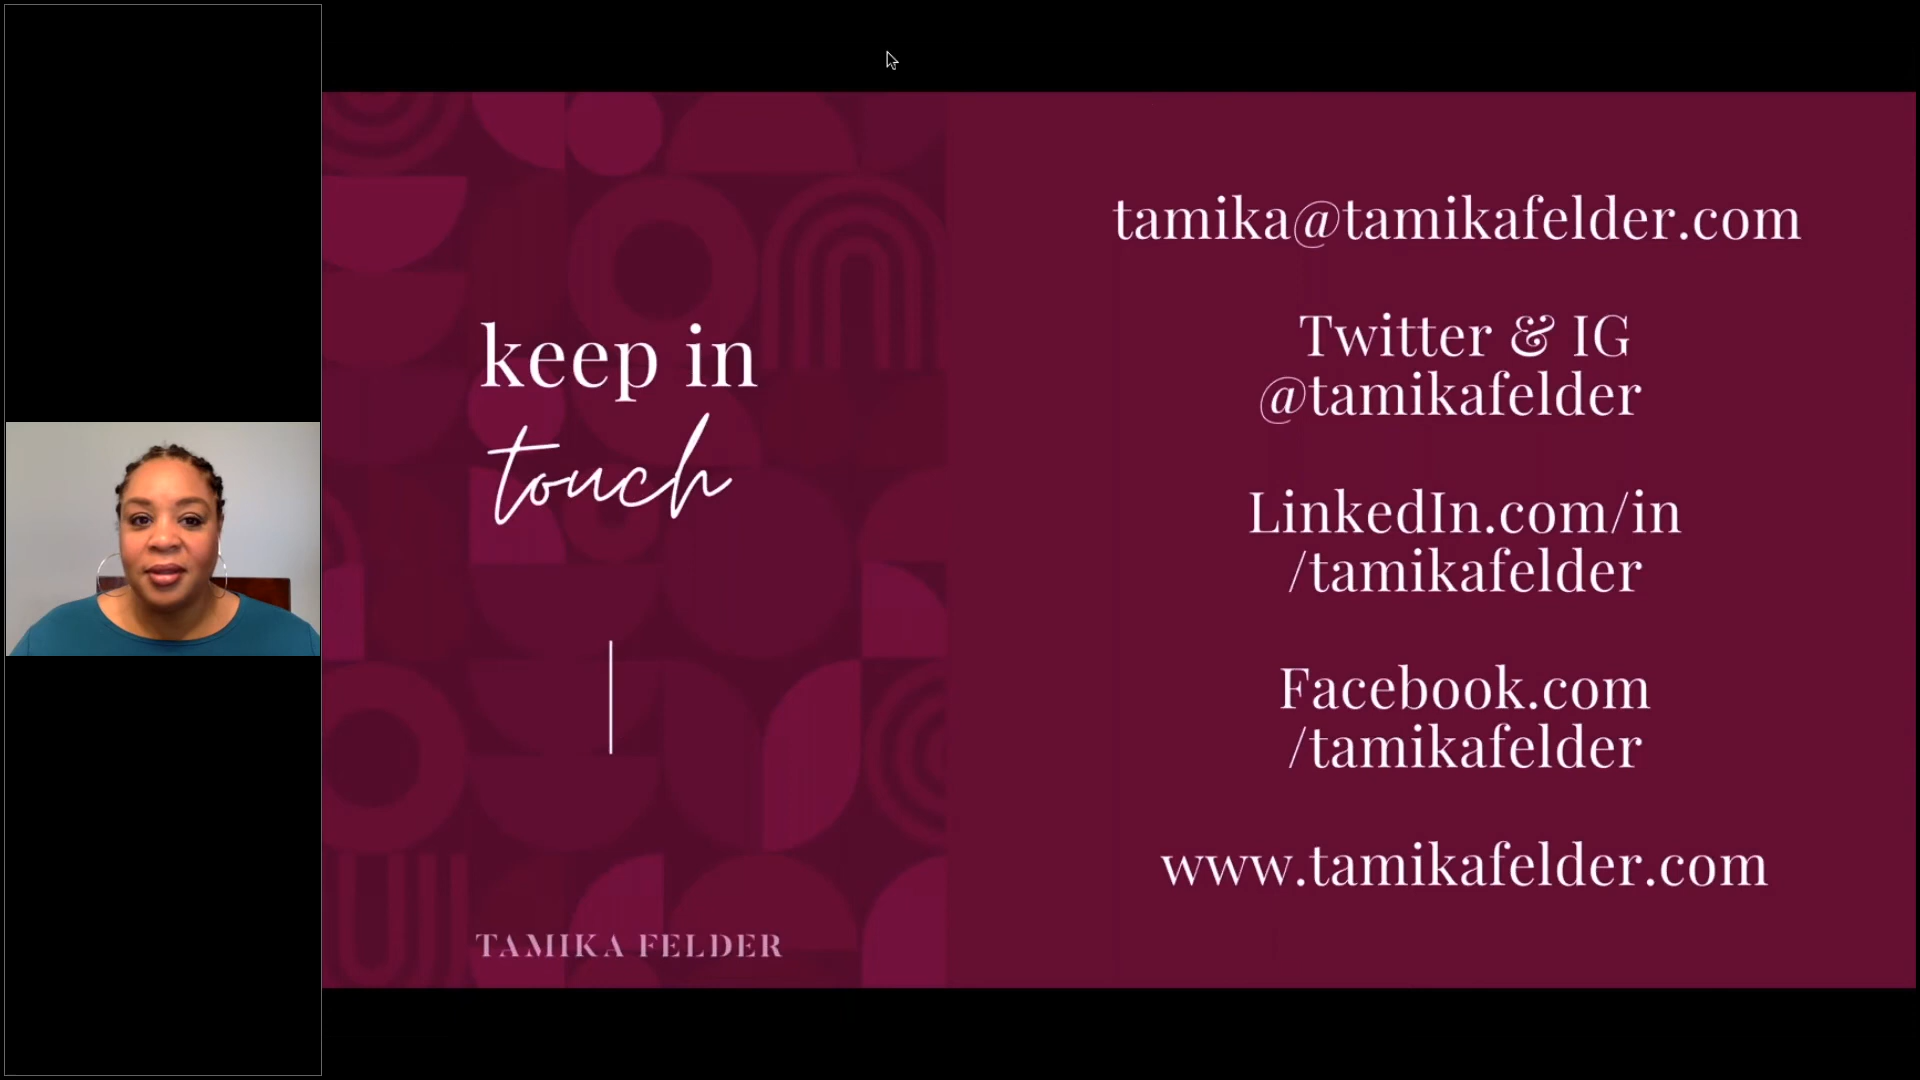 keep in
touch
TAMIKA FELDER
tamika@tamikafelder.com
Twitter & IG
@tamikafelder
LinkedIn.com/in
/tamikafelder
Facebook.com
/tamikafelder
www.tamikafelder.com